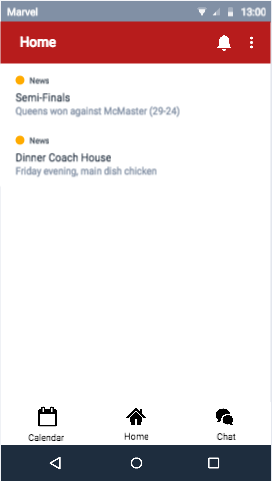 Marvel 13:00
Home
News
Semi-Finals
Queens won against McMaster (29-24)
News
Dinner Coach House
Friday evening, main dish chicken
Calendar Home Chat